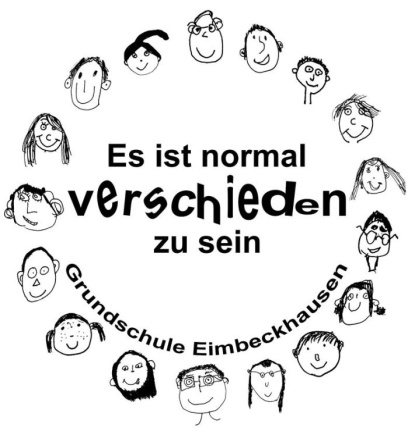 Es ist normal
verschieden
zu sein
Grundschule Eimbeckhausen